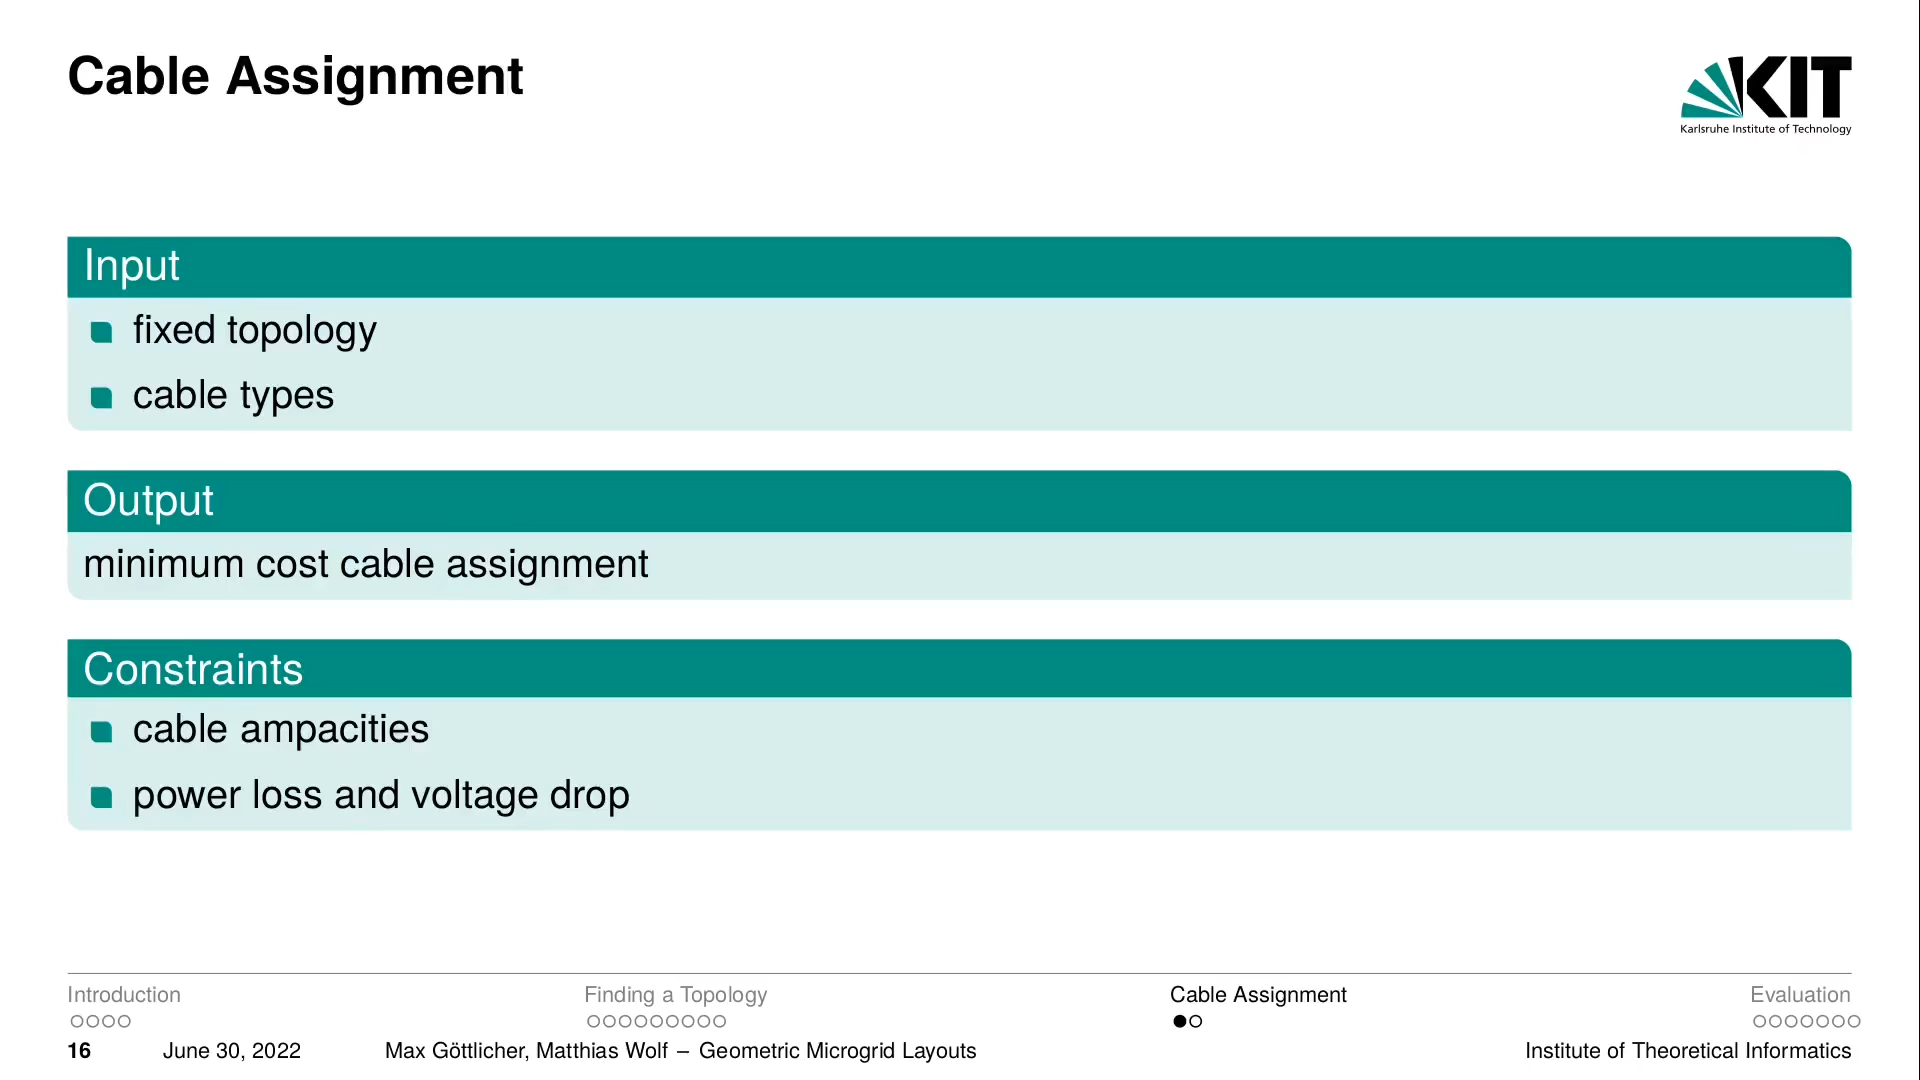 Cable Assignment
KIT
Karlsruhe Institute of Technology
Input
fixed topology
cable types
Output
minimum cost cable assignment
Constraints
cable ampacities
power loss and voltage drop
Introduction
Finding a Topology
Cable Assignment
Evaluation
16 June 30, 2022 Max Göttlicher, Matthias Wolf – Geometric Microgrid Layouts Institute of Theoretical Informatics